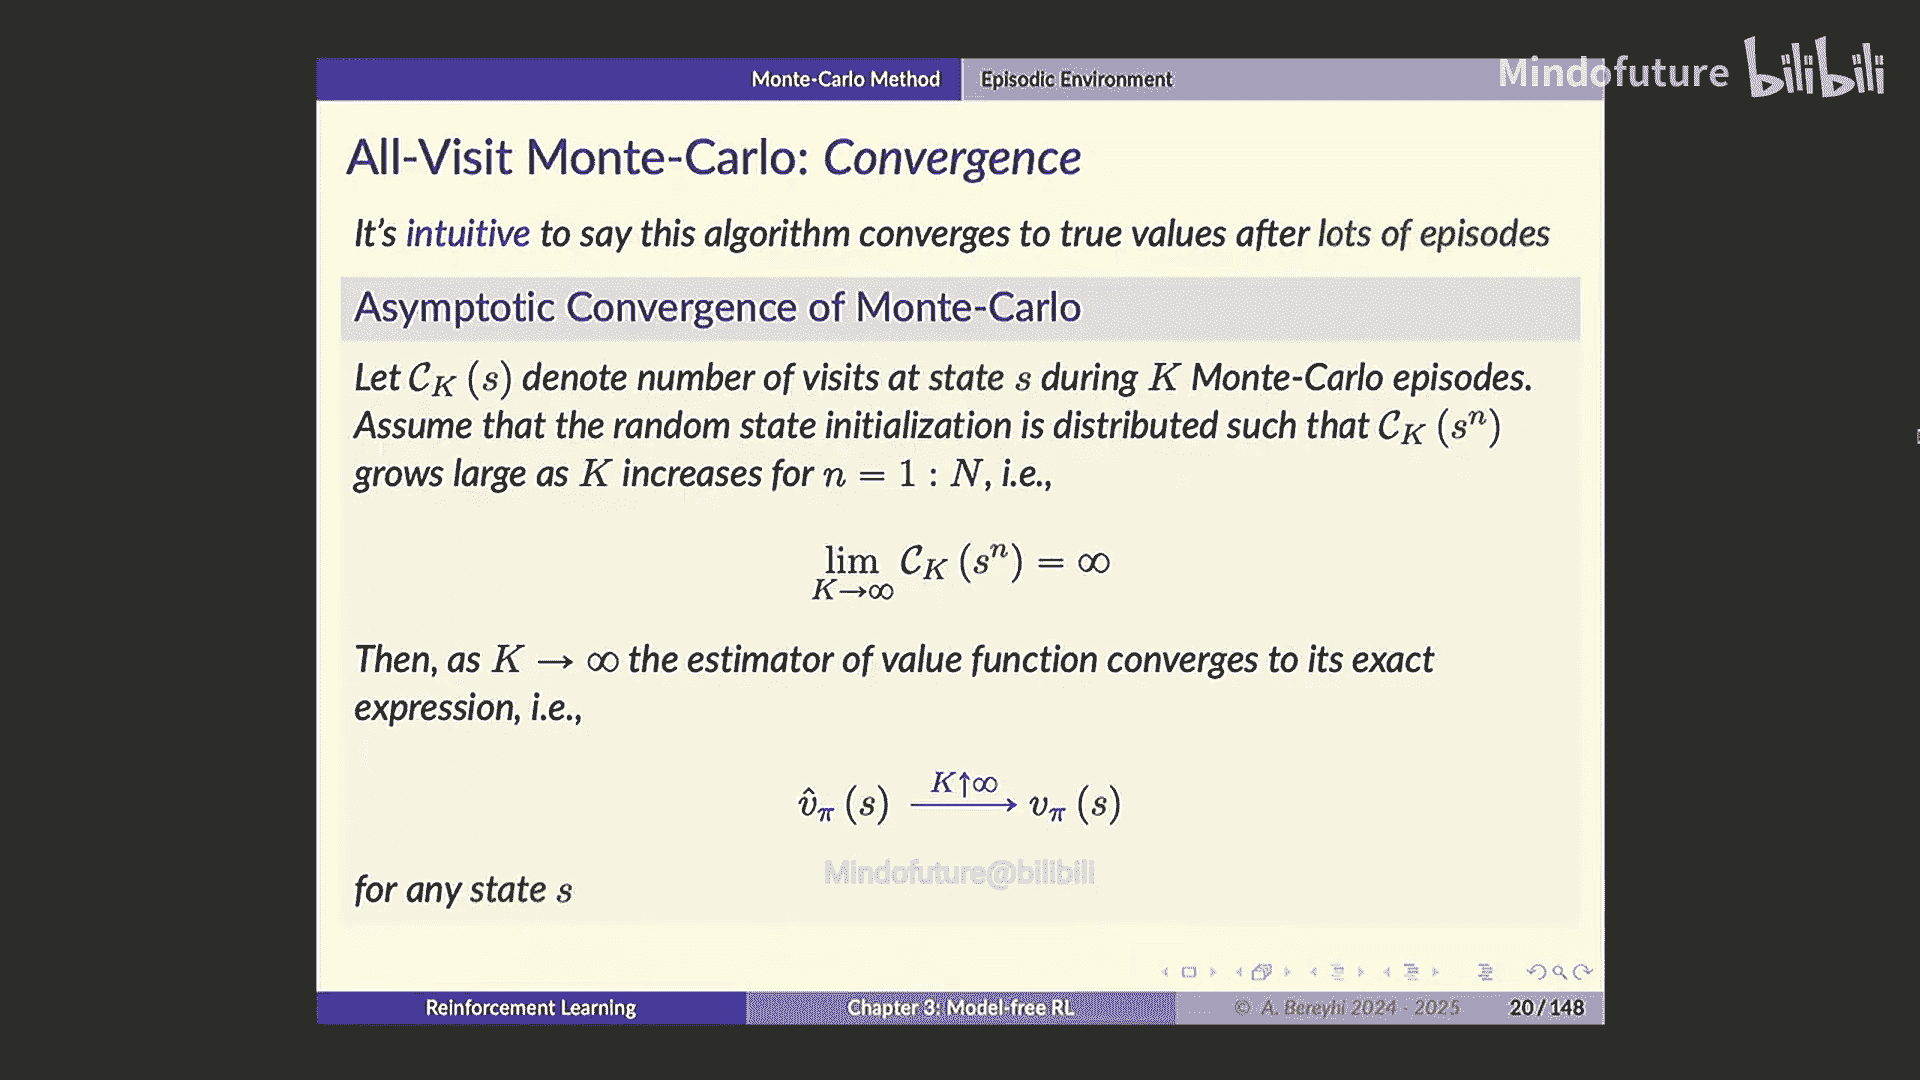 Monte-Carlo Method Episodic Environment
Mindofuture bilibili
All-Visit Monte-Carlo: Convergence
It's intuitive to say this algorithm converges to true values after lots of episodes
Asymptotic Convergence of Monte-Carlo
Let 𝒞_K (s) denote number of visits at state s during K Monte-Carlo episodes.
Assume that the random state initialization is distributed such that 𝒞_K (sⁿ)
grows large as K increases for n = 1 : N, i.e.,
lim 𝒞_K (sⁿ) = ∞
K→∞
Then, as K → ∞ the estimator of value function converges to its exact
expression, i.e.,
K↑∞
v̂_π (s) ⟶ v_π (s)
Mindofuture@bilibili
for any state s
Reinforcement Learning Chapter 3: Model-free RL © A. Bereyhi 2024 - 2025 20 / 148